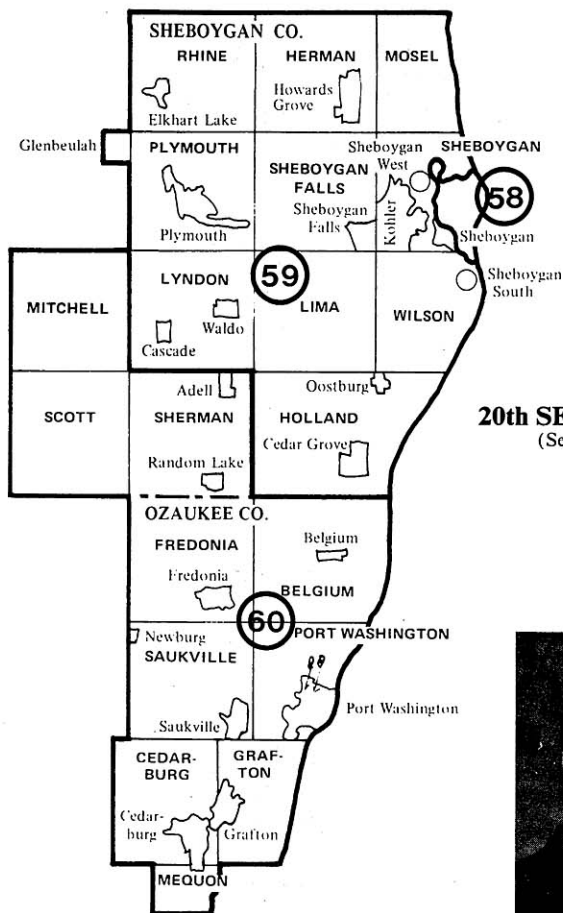 SHEBOYGAN CO.
RHINE
HERMAN
MOSEL
Howards
Grove
Elkhart Lake
Glenbeulah
PLYMOUTH
Sheboygan
West
SHEBOYGAN
SHEBOYGAN
FALLS
58
Sheboygan
Falls
Kohler
Plymouth
Sheboygan
59
LYNDON
Sheboygan
South
MITCHELL
Waldo
LIMA
WILSON
Cascade
Adell
Oostburg
SCOTT
SHERMAN
HOLLAND
20th SE
(Se
Cedar Grove
Random Lake
OZAUKEE CO.
FREDONIA
Belgium
Fredonia
BELGIUM
60
Newburg
PORT WASHINGTON
SAUKVILLE
Port Washington
Saukville
CEDAR-
BURG
GRAF-
TON
Cedar-
burg
Grafton
MEQUON